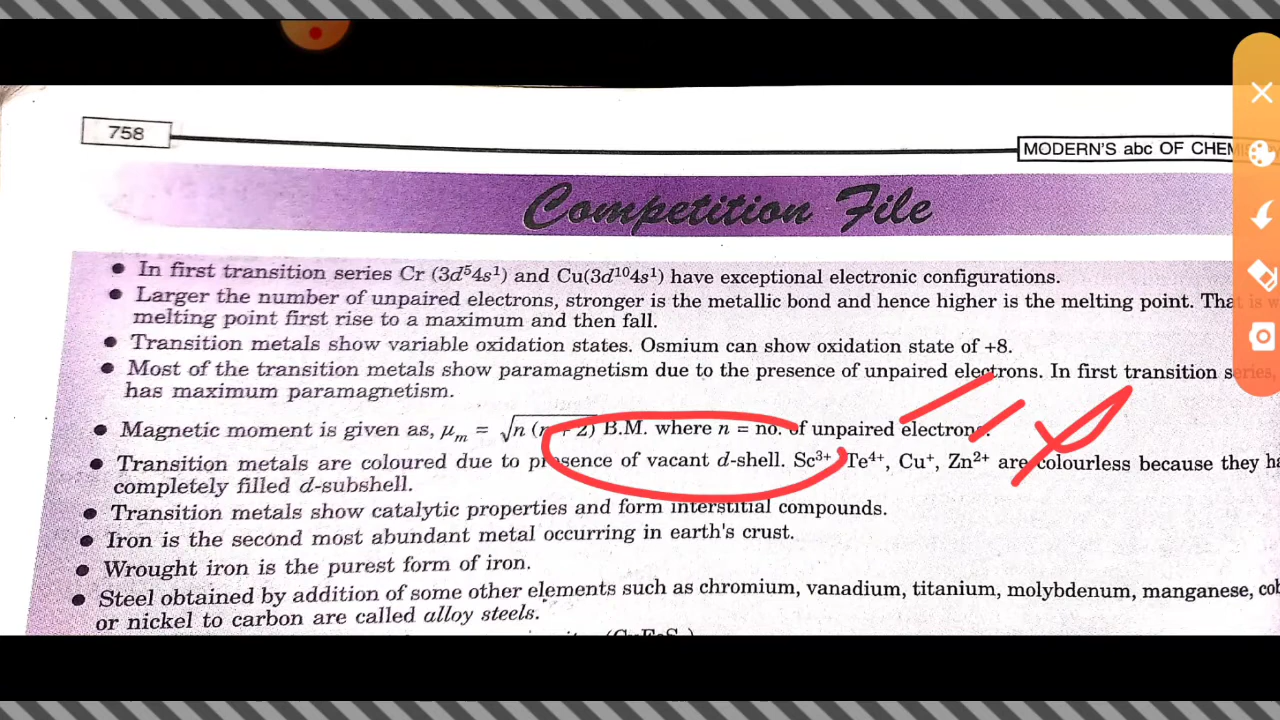 758
MODERN'S abc OF CHEM
Competition File
• In first transition series Cr (3d⁵4s¹) and Cu(3d¹⁰4s¹) have exceptional electronic configurations.
• Larger the number of unpaired electrons, stronger is the metallic bond and hence higher is the melting point. That is
melting point first rise to a maximum and then fall.
• Transition metals show variable oxidation states. Osmium can show oxidation state of +8.
• Most of the transition metals show paramagnetism due to the presence of unpaired electrons. In first transition series,
has maximum paramagnetism.
• Magnetic moment is given as, μₘ = √n (n + 2) B.M. where n = no. of unpaired electrons.
• Transition metals are coloured due to presence of vacant d-shell. Sc³⁺, Te⁴⁺, Cu⁺, Zn²⁺ are colourless because they
completely filled d-subshell.
• Transition metals show catalytic properties and form interstitial compounds.
• Iron is the second most abundant metal occurring in earth's crust.
• Wrought iron is the purest form of iron.
• Steel obtained by addition of some other elements such as chromium, vanadium, titanium, molybdenum, manganese,
or nickel to carbon are called alloy steels.